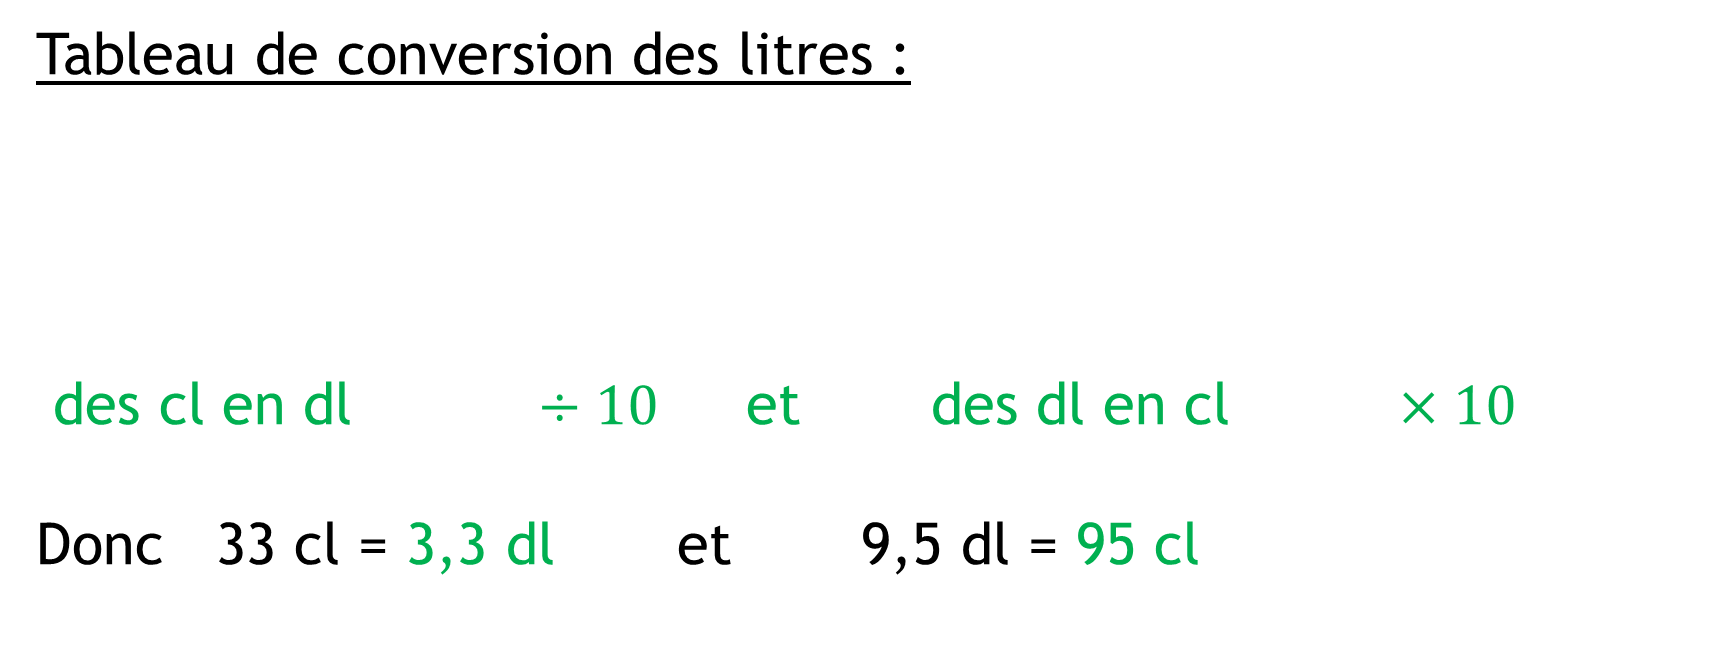 Tableau de conversion des litres :
des cl en dl ÷ 10 et des dl en cl × 10
Donc 33 cl = 3,3 dl et 9,5 dl = 95 cl